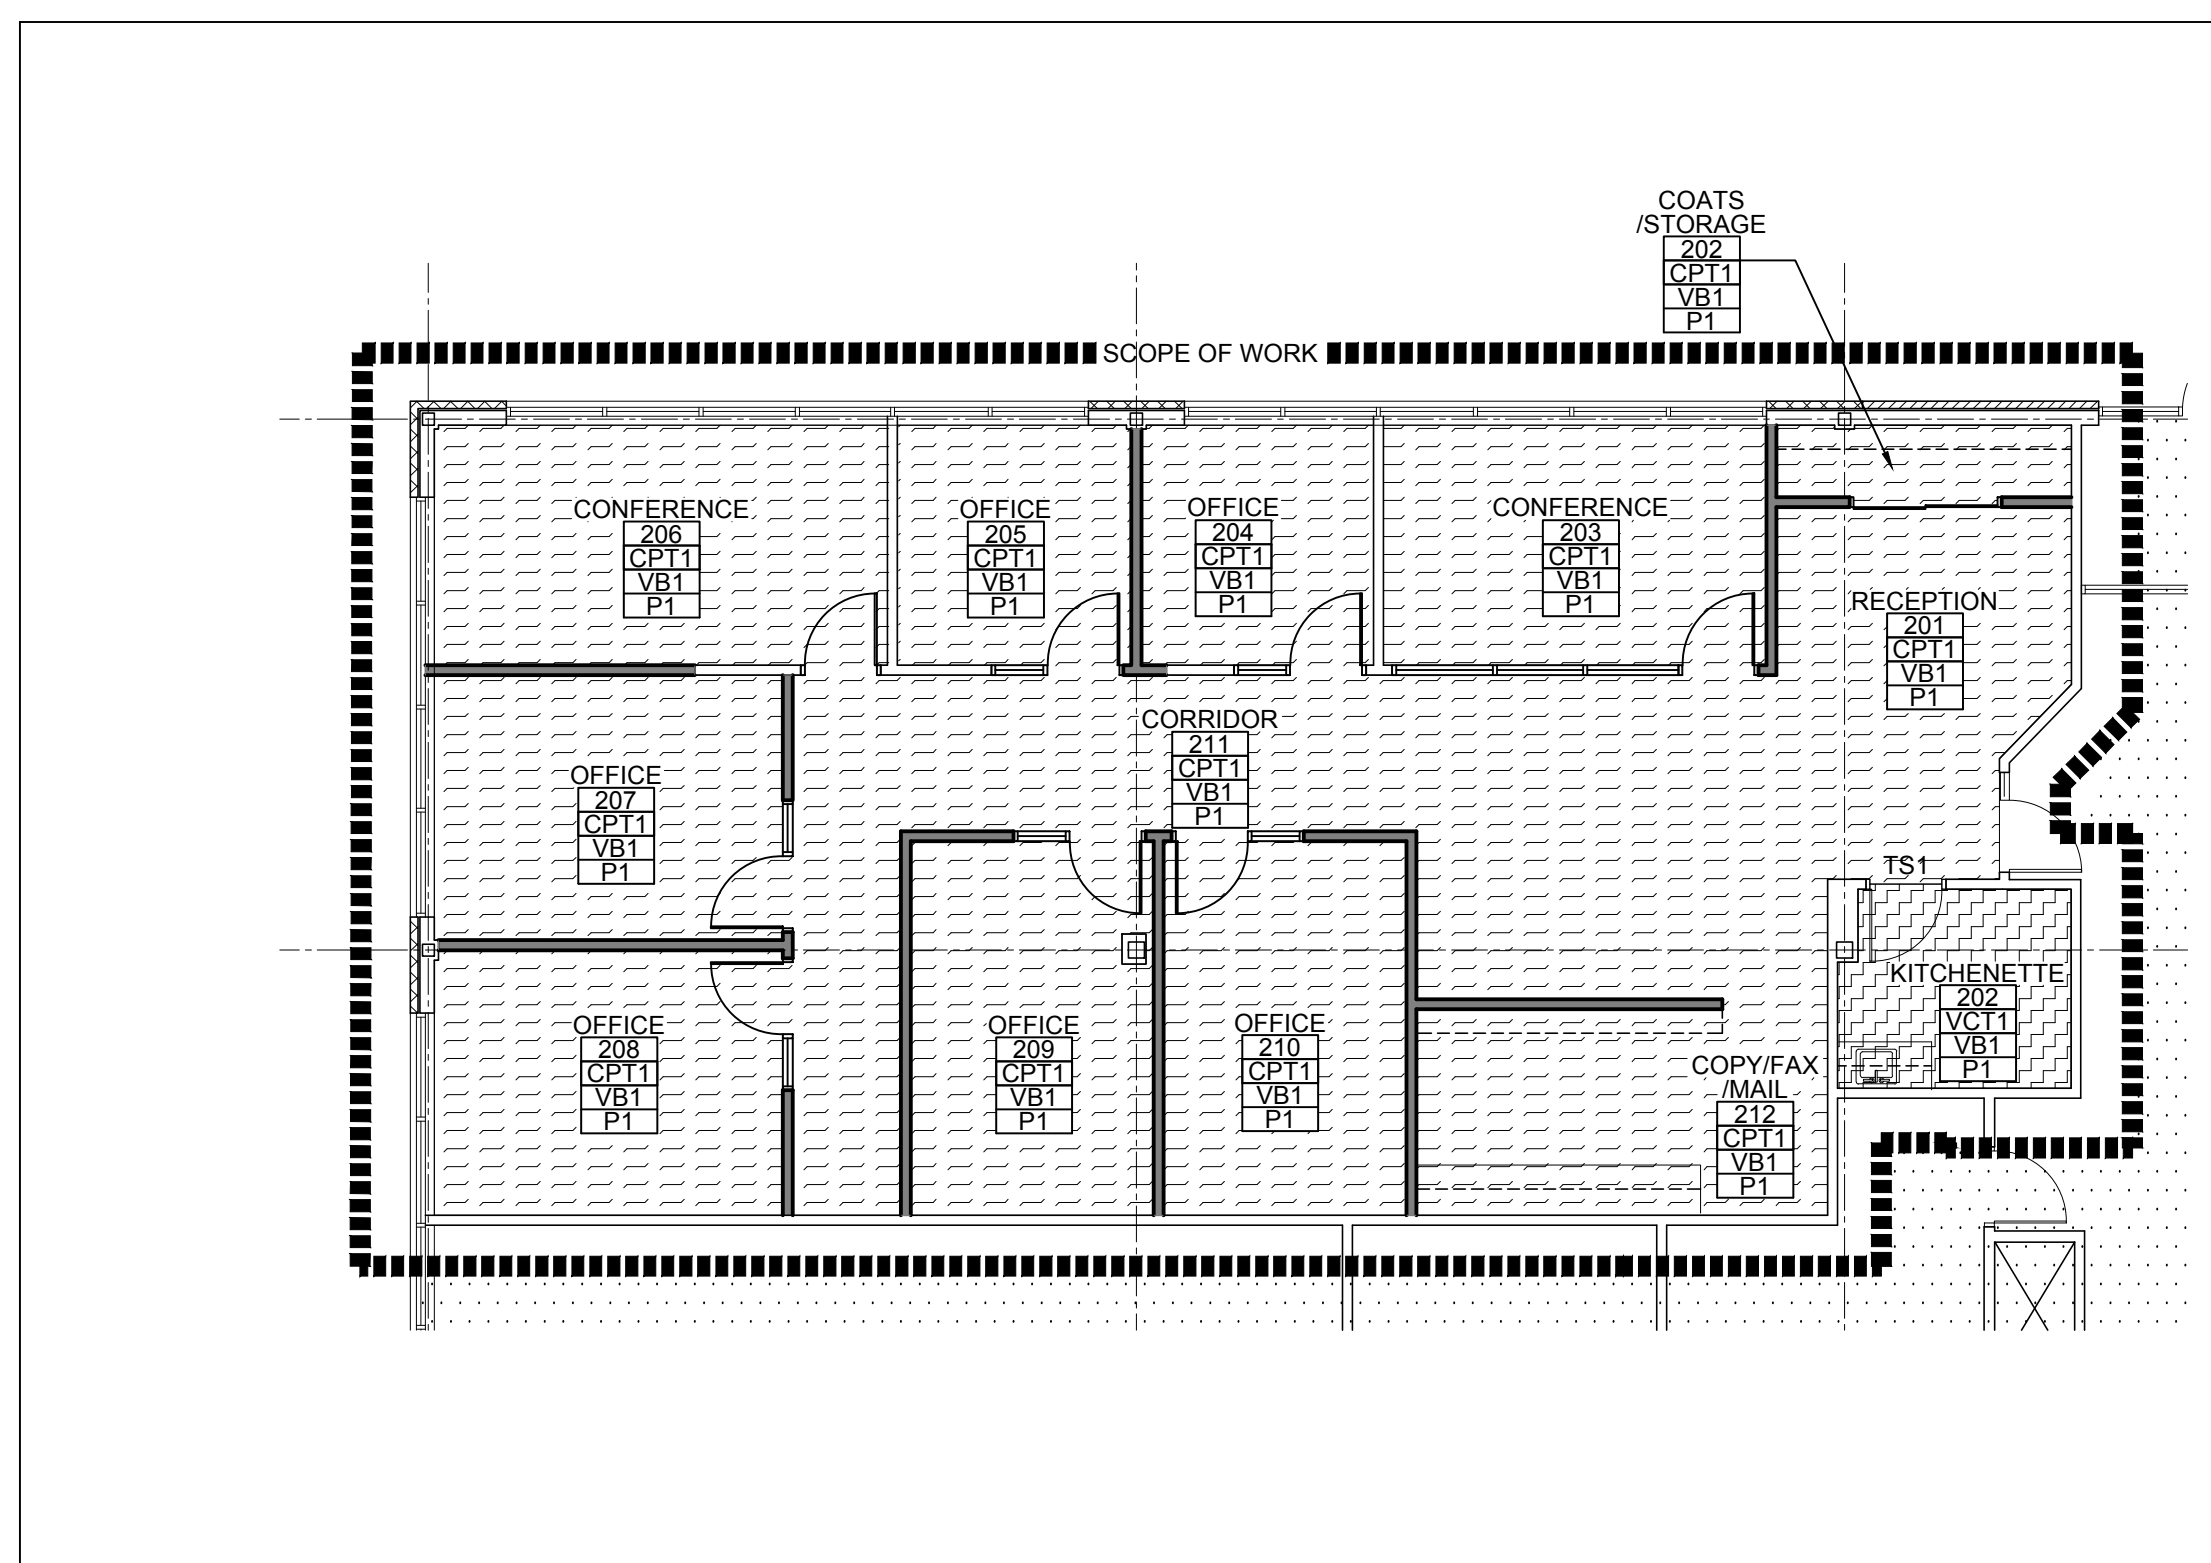 COATS
/STORAGE
202
CPT1
VB1
P1
SCOPE OF WORK
CONFERENCE
206
CPT1
VB1
P1
OFFICE
205
CPT1
VB1
P1
OFFICE
204
CPT1
VB1
P1
CONFERENCE
203
CPT1
VB1
P1
RECEPTION
201
CPT1
VB1
P1
CORRIDOR
211
CPT1
VB1
P1
OFFICE
207
CPT1
VB1
P1
TS1
KITCHENETTE
202
VCT1
VB1
P1
OFFICE
208
CPT1
VB1
P1
OFFICE
209
CPT1
VB1
P1
OFFICE
210
CPT1
VB1
P1
COPY/FAX
/MAIL
212
CPT1
VB1
P1